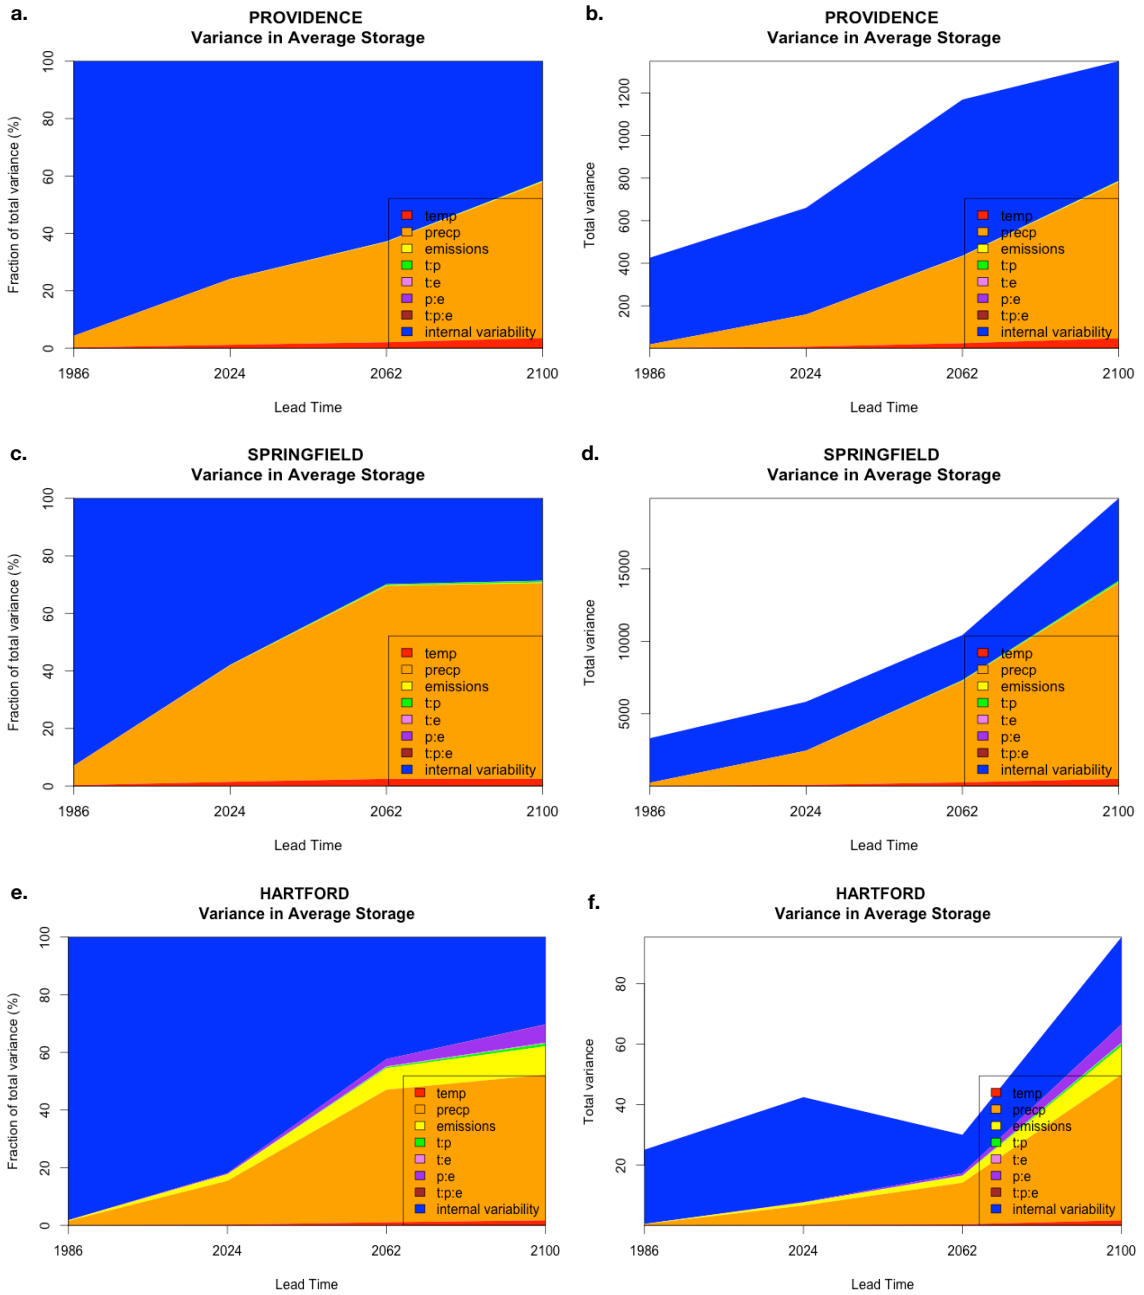 a.
PROVIDENCE
Variance in Average Storage
Fraction of total variance (%)
0
20
40
60
80
100
temp
precp
emissions
t:p
t:e
p:e
t:p:e
internal variability
1986
2024
2062
2100
Lead Time
b.
PROVIDENCE
Variance in Average Storage
Total variance
200
400
600
800
1000
1200
temp
precp
emissions
t:p
t:e
p:e
t:p:e
internal variability
1986
2024
2062
2100
Lead Time
c.
SPRINGFIELD
Variance in Average Storage
Fraction of total variance (%)
0
20
40
60
80
100
temp
precp
emissions
t:p
t:e
p:e
t:p:e
internal variability
1986
2024
2062
2100
Lead Time
d.
SPRINGFIELD
Variance in Average Storage
Total variance
5000
10000
15000
temp
precp
emissions
t:p
t:e
p:e
t:p:e
internal variability
1986
2024
2062
2100
Lead Time
e.
HARTFORD
Variance in Average Storage
Fraction of total variance (%)
0
20
40
60
80
100
temp
precp
emissions
t:p
t:e
p:e
t:p:e
internal variability
1986
2024
2062
2100
Lead Time
f.
HARTFORD
Variance in Average Storage
Total variance
20
40
60
80
temp
precp
emissions
t:p
t:e
p:e
t:p:e
internal variability
1986
2024
2062
2100
Lead Time